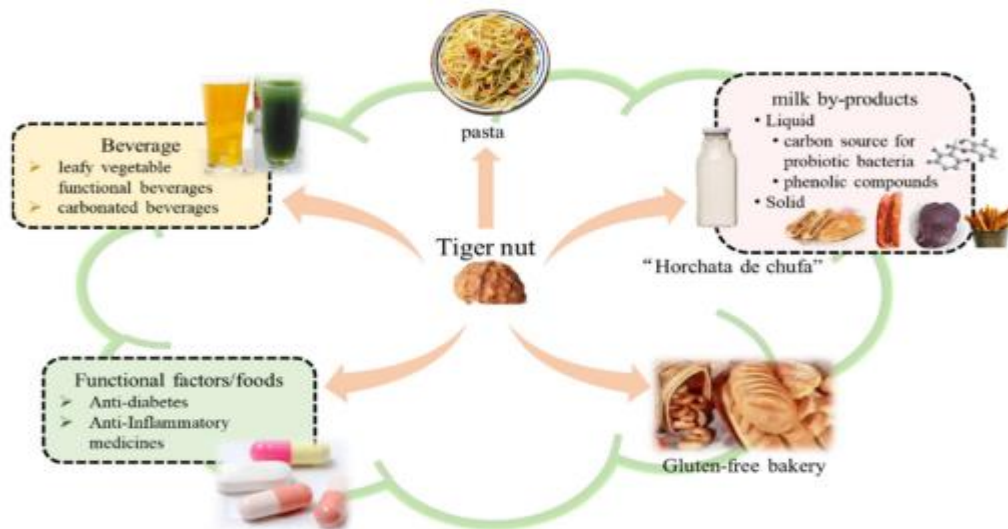 pasta
Beverage
➢ leafy vegetable
functional beverages
➢ carbonated beverages
milk by-products
• Liquid
• carbon source for
probiotic bacteria
• phenolic compounds
• Solid
Tiger nut
“Horchata de chufa”
Functional factors/foods
➢ Anti-diabetes
➢ Anti-Inflammatory
medicines
Gluten-free bakery